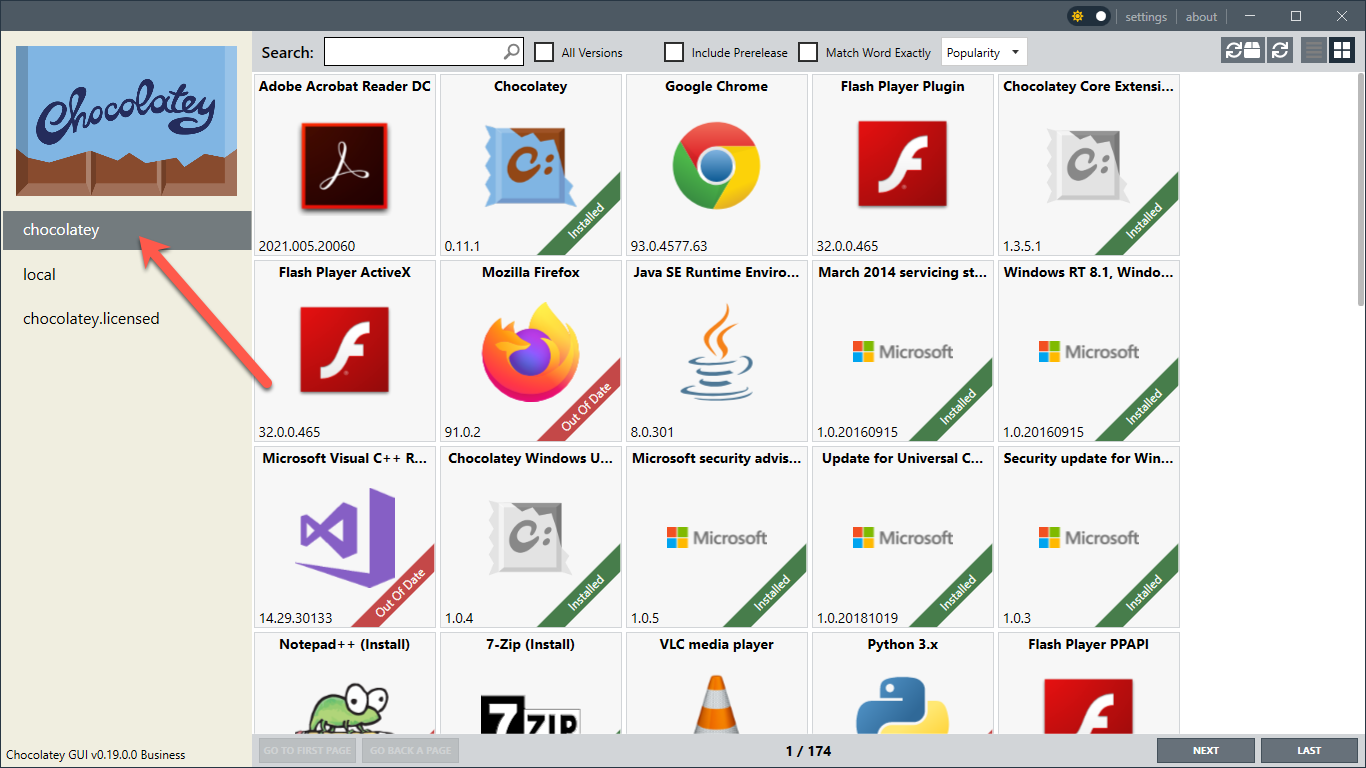 settings
about
Chocolatey
chocolatey
local
chocolatey.licensed
Chocolatey GUI v0.19.0.0 Business
Search:
All Versions
Include Prerelease
Match Word Exactly
Popularity
Adobe Acrobat Reader DC
2021.005.20060
Chocolatey
C:
Installed
0.11.1
Google Chrome
93.0.4577.63
Flash Player Plugin
32.0.0.465
Chocolatey Core Extensi...
C:
Installed
1.3.5.1
Flash Player ActiveX
32.0.0.465
Mozilla Firefox
Out Of Date
91.0.2
Java SE Runtime Enviro...
8.0.301
March 2014 servicing st...
Microsoft
Installed
1.0.20160915
Windows RT 8.1, Windo...
Microsoft
Installed
1.0.20160915
Microsoft Visual C++ R...
Out Of Date
14.29.30133
Chocolatey Windows U...
C:
Installed
1.0.4
Microsoft security advis...
Microsoft
Installed
1.0.5
Update for Universal C...
Microsoft
Installed
1.0.20181019
Security update for Win...
Microsoft
Installed
1.0.3
Notepad++ (Install)
7-Zip (Install)
7ZIP
VLC media player
Python 3.x
Flash Player PPAPI
GO TO FIRST PAGE
GO BACK A PAGE
1 / 174
NEXT
LAST